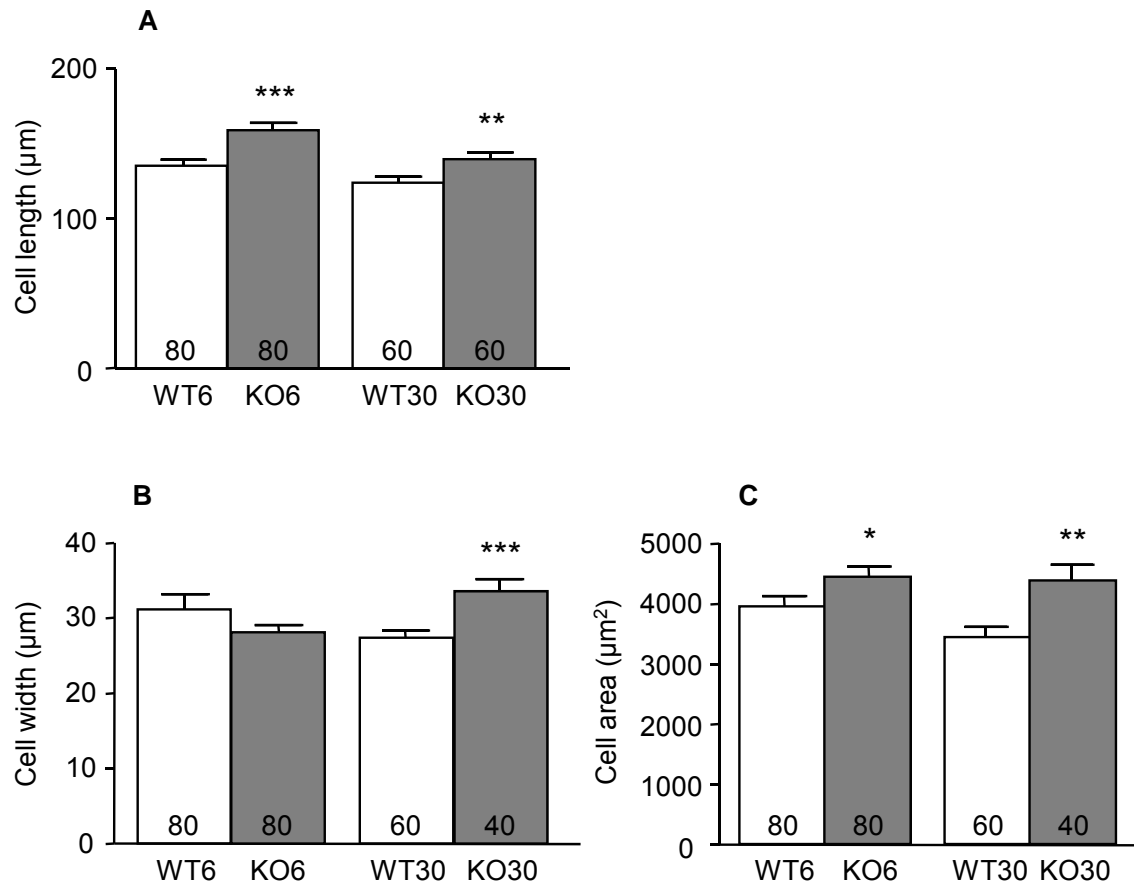 A
Cell length (μm)
200
100
0
***
**
80
80
60
60
WT6
KO6
WT30
KO30
B
Cell width (μm)
40
30
20
10
0
***
80
80
60
40
WT6
KO6
WT30
KO30
C
Cell area (μm²)
5000
4000
3000
2000
1000
0
*
**
80
80
60
40
WT6
KO6
WT30
KO30